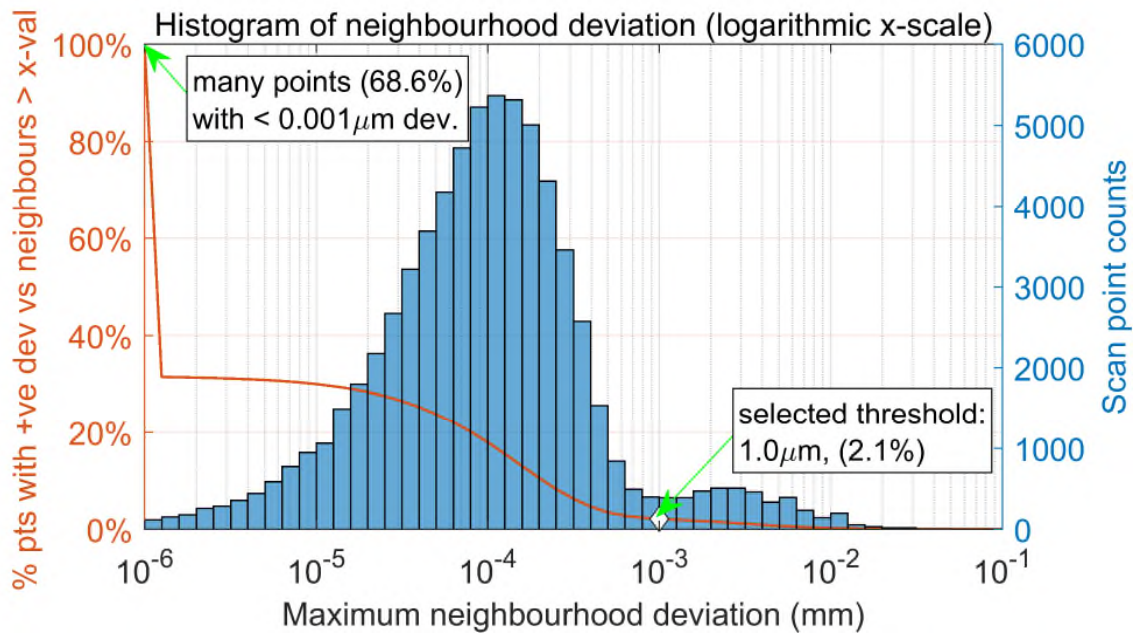 Histogram of neighbourhood deviation (logarithmic x-scale)
% pts with +ve dev vs neighbours > x-val
100%
80%
60%
40%
20%
0%
many points (68.6%)
with < 0.001μm dev.
selected threshold:
1.0μm, (2.1%)
6000
5000
4000
3000
2000
1000
0
Scan point counts
10⁻⁶
10⁻⁵
10⁻⁴
10⁻³
10⁻²
10⁻¹
Maximum neighbourhood deviation (mm)